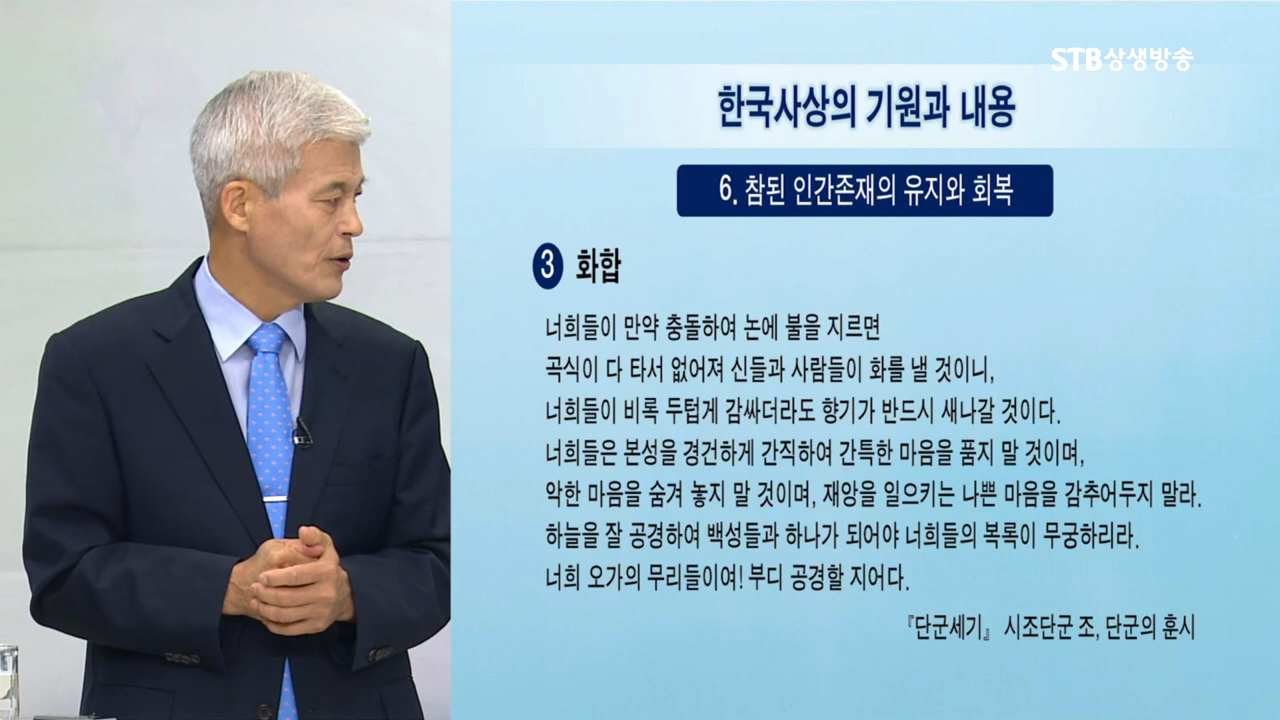 STB상생방송
한국사상의 기원과 내용
6. 참된 인간존재의 유지와 회복
3 화합
너희들이 만약 충돌하여 논에 불을 지르면
곡식이 다 타서 없어져 신들과 사람들이 화를 낼 것이니,
너희들이 비록 두텁게 감싸더라도 향기가 반드시 새나갈 것이다.
너희들은 본성을 경건하게 간직하여 간특한 마음을 품지 말 것이며,
악한 마음을 숨겨 놓지 말 것이며, 재앙을 일으키는 나쁜 마음을 감추어두지 말라.
하늘을 잘 공경하여 백성들과 하나가 되어야 너희들의 복록이 무궁하리라.
너희 오가의 무리들이여! 부디 공경할 지어다.
『단군세기』 시조단군 조, 단군의 훈시